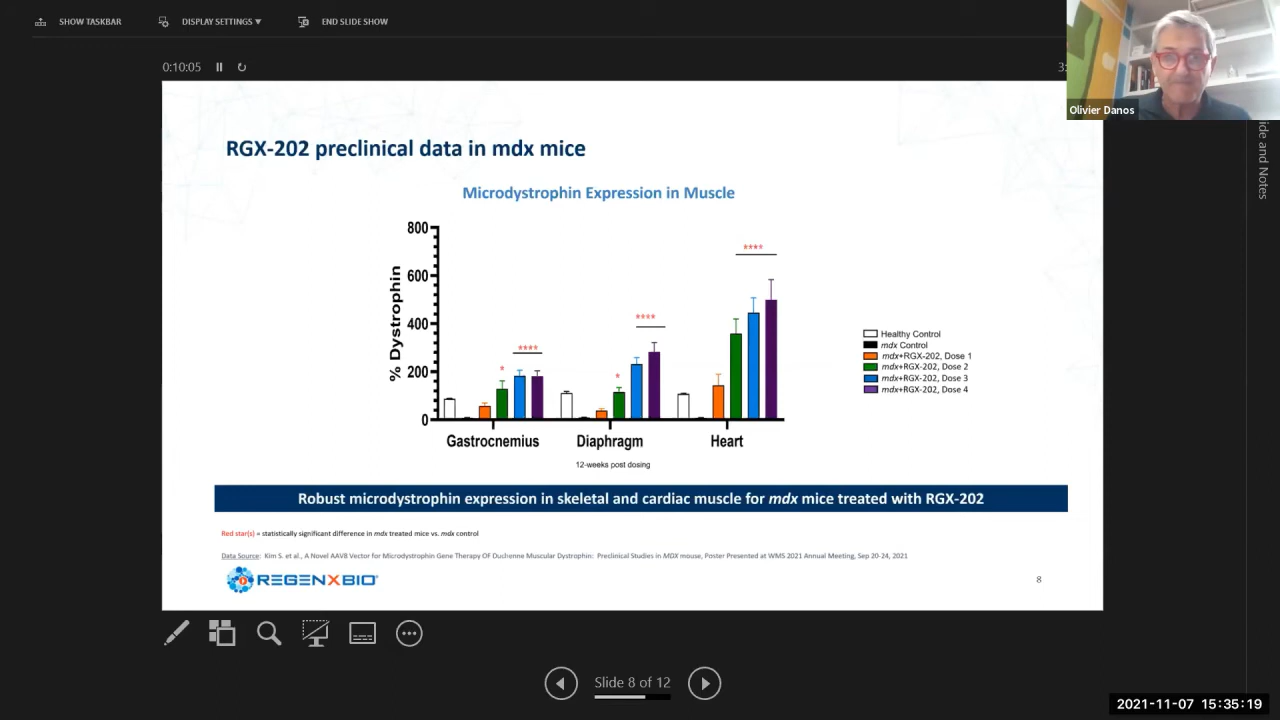 SHOW TASKBAR
DISPLAY SETTINGS ▼
END SLIDE SHOW
0:10:05
3:
Olivier Danos
ide and Notes
RGX-202 preclinical data in mdx mice
Microdystrophin Expression in Muscle
% Dystrophin
800
600
400
200
0
****
*
****
*
****
Gastrocnemius
Diaphragm
Heart
12-weeks post dosing
Healthy Control
mdx Control
mdx+RGX-202, Dose 1
mdx+RGX-202, Dose 2
mdx+RGX-202, Dose 3
mdx+RGX-202, Dose 4
Robust microdystrophin expression in skeletal and cardiac muscle for mdx mice treated with RGX-202
Red star(s) = statistically significant difference in mdx treated mice vs. mdx control
Data Source: Kim S. et al., A Novel AAV8 Vector for Microdystrophin Gene Therapy OF Duchenne Muscular Dystrophin: Preclinical Studies in MDX mouse, Poster Presented at WMS 2021 Annual Meeting, Sep 20-24, 2021
REGENXBIO®
8
Slide 8 of 12
2021-11-07 15:35:19